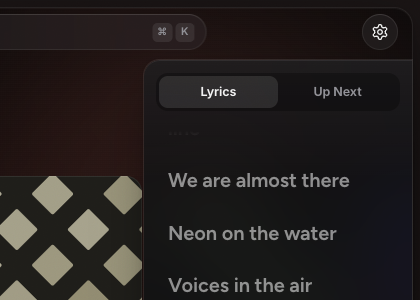 ⌘ K
Lyrics Up Next
We are almost there
Neon on the water
Voices in the air